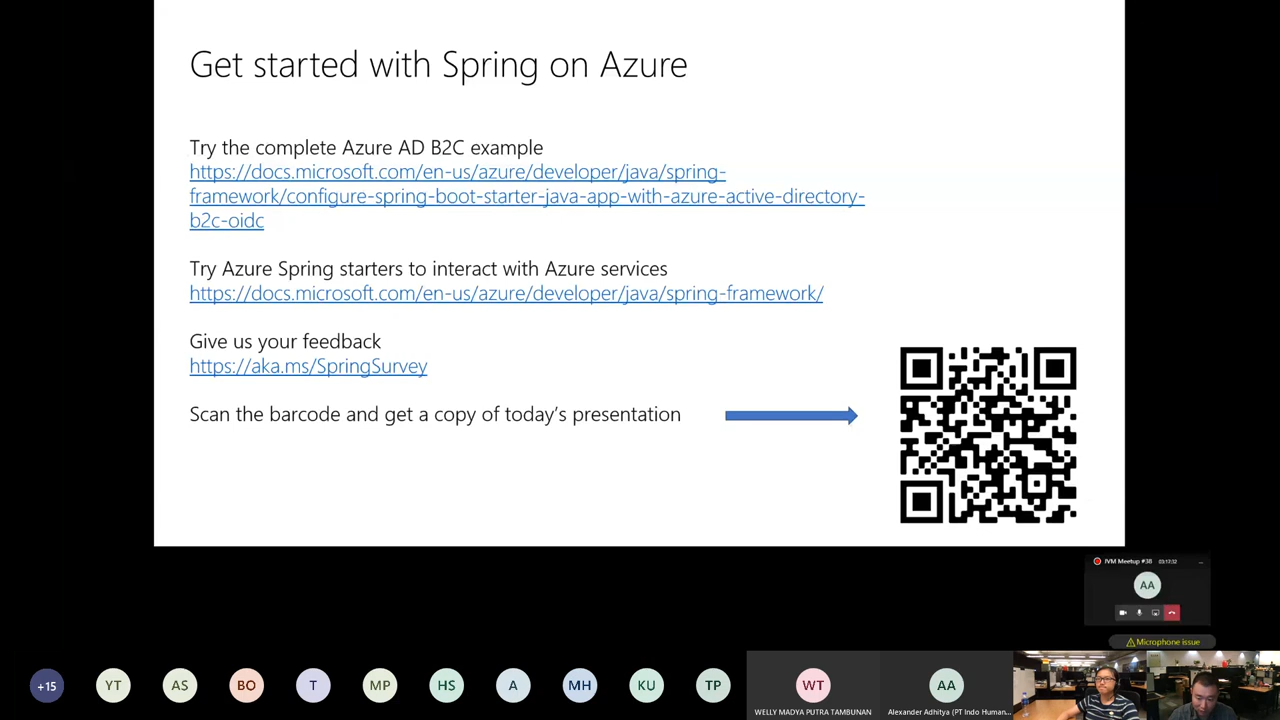 Get started with Spring on Azure
Try the complete Azure AD B2C example
https://docs.microsoft.com/en-us/azure/developer/java/spring-
framework/configure-spring-boot-starter-java-app-with-azure-active-directory-
b2c-oidc
Try Azure Spring starters to interact with Azure services
https://docs.microsoft.com/en-us/azure/developer/java/spring-framework/
Give us your feedback
https://aka.ms/SpringSurvey
Scan the barcode and get a copy of today's presentation
JVM Meetup #38 03:17:32 ...
AA
Microphone issue
+15 YT AS BO T MP HS A MH KU TP WT AA
WELLY MADYA PUTRA TAMBUNAN Alexander Adhitya (PT Indo Human...